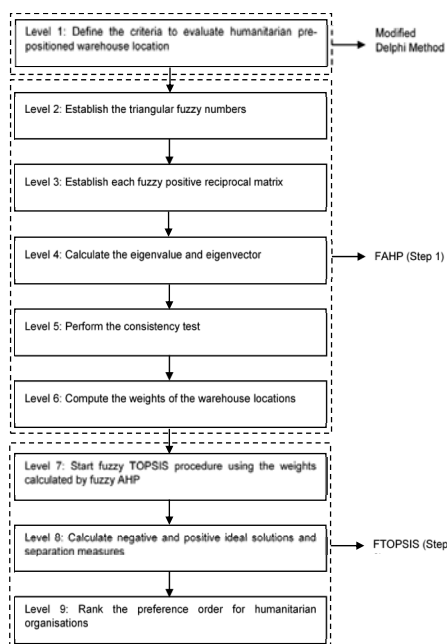 Level 1: Define the criteria to evaluate humanitarian pre-
positioned warehouse location
Modified
Delphi Method
Level 2: Establish the triangular fuzzy numbers
Level 3: Establish each fuzzy positive reciprocal matrix
Level 4: Calculate the eigenvalue and eigenvector
FAHP (Step 1)
Level 5: Perform the consistency test
Level 6: Compute the weights of the warehouse locations
Level 7: Start fuzzy TOPSIS procedure using the weights
calculated by fuzzy AHP
Level 8: Calculate negative and positive ideal solutions and
separation measures
FTOPSIS (Step
Level 9: Rank the preference order for humanitarian
organisations